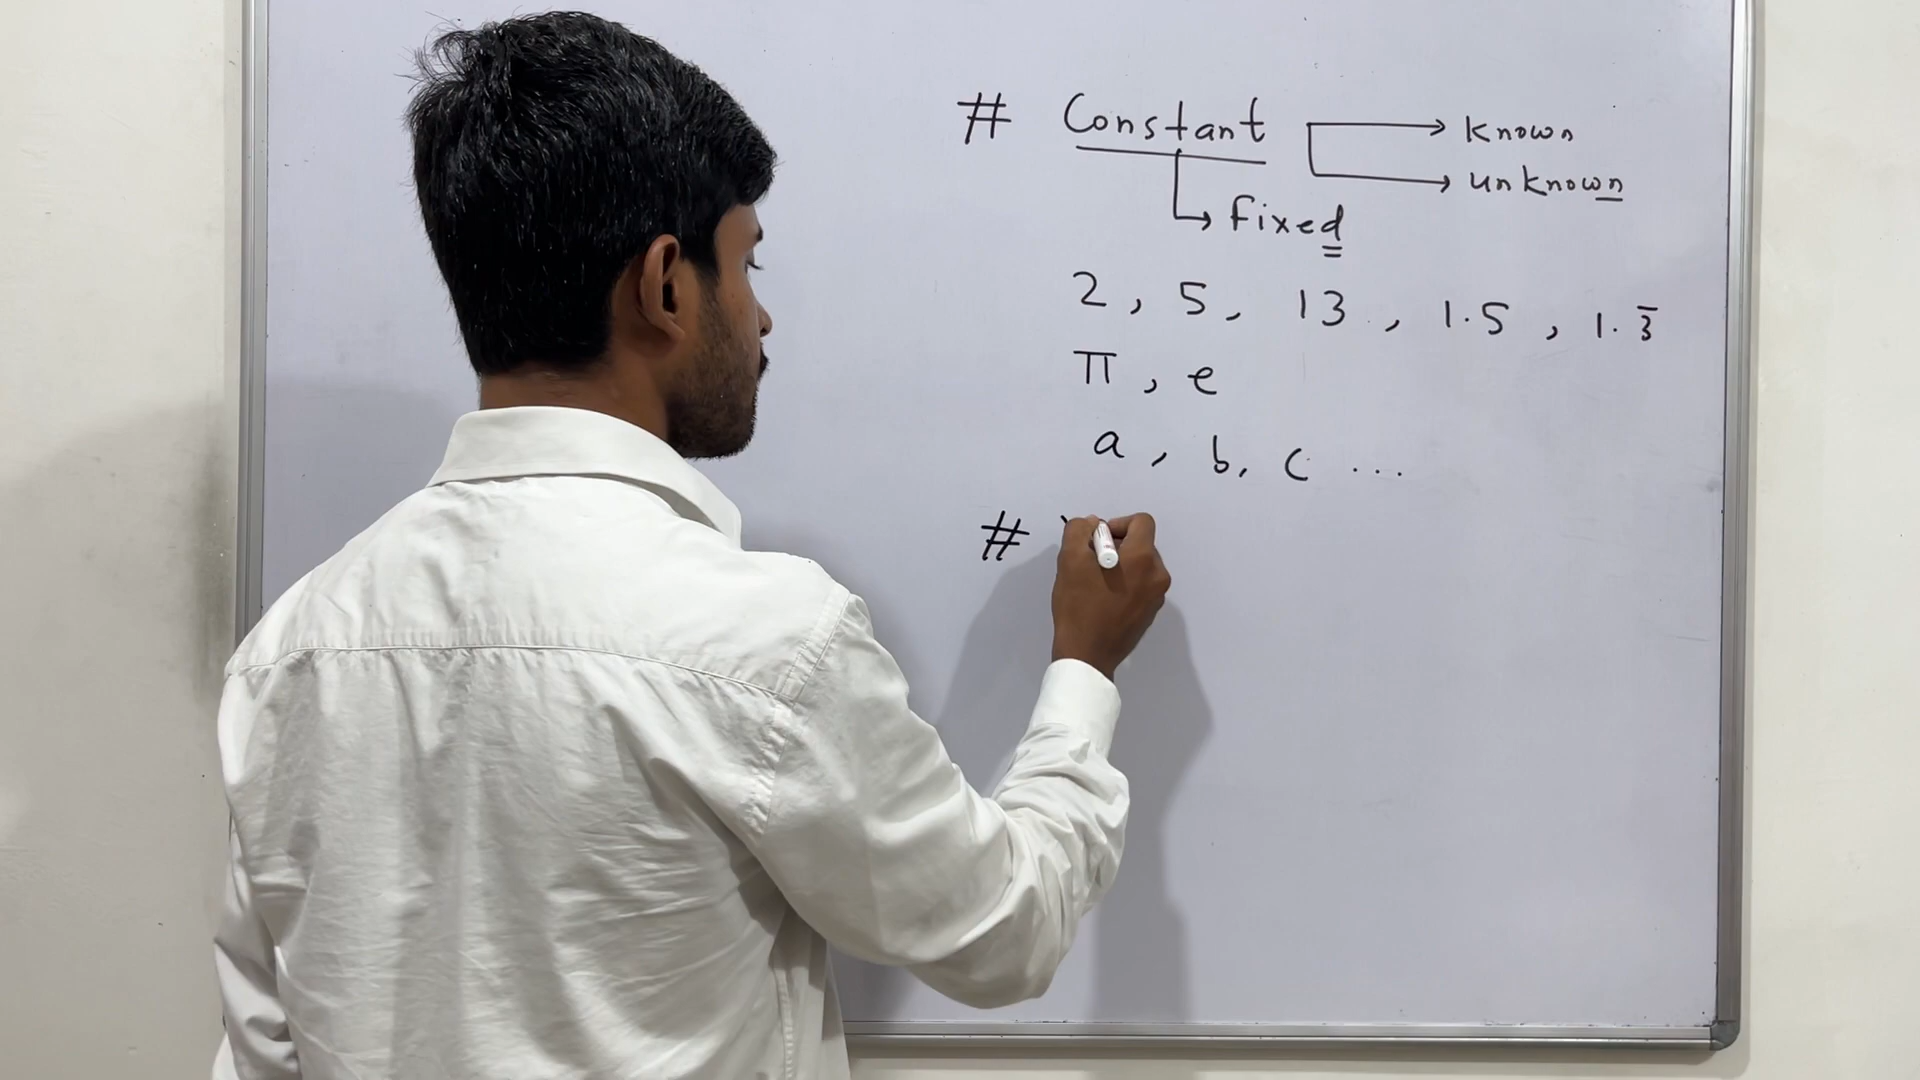 # Constant → Known
→ unknown
→ fixed
2, 5, 13, 1.5, 1.3̅
π, e
a, b, c ...
#